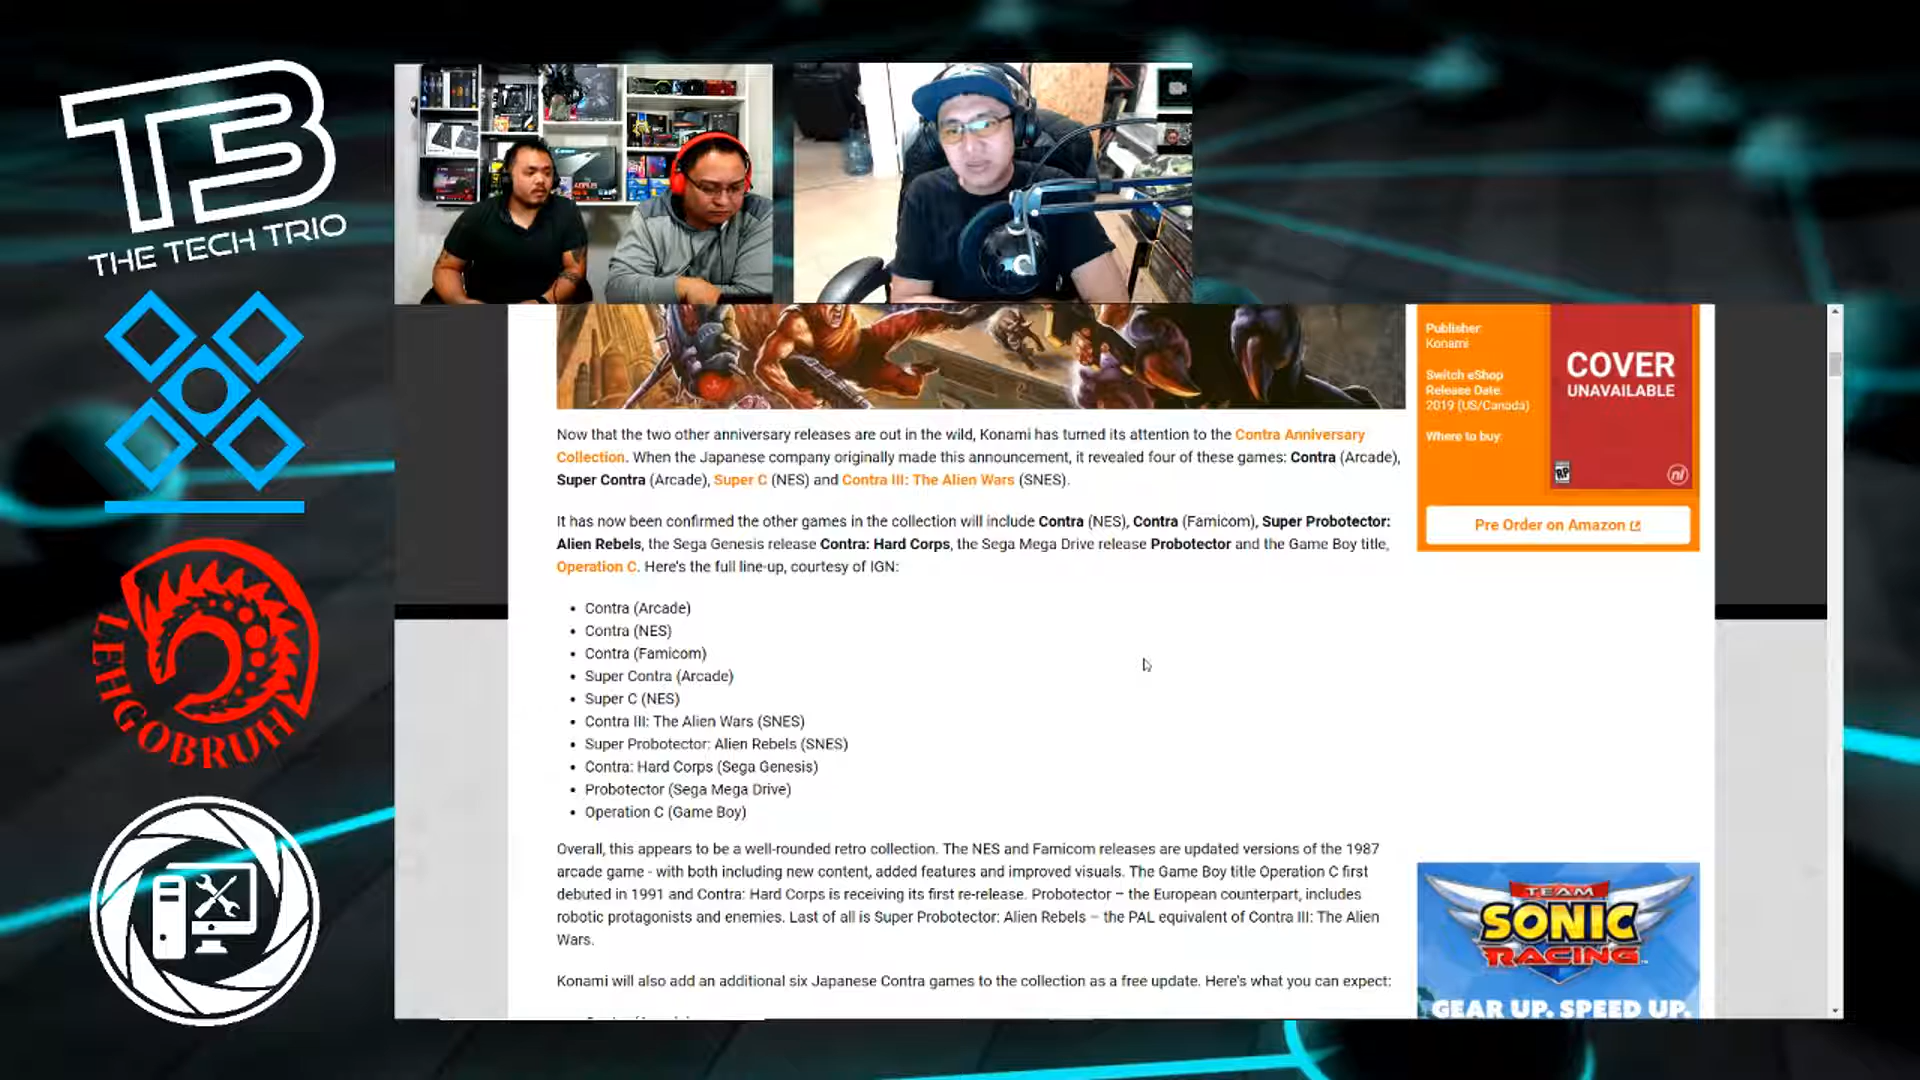 TB
THE TECH TRIO
LEHGOBRUH
Publisher:
Konami
Switch eShop
Release Date:
2019 (US/Canada)
Where to buy:
COVER
UNAVAILABLE
RP
nl
Pre Order on Amazon
Now that the two other anniversary releases are out in the wild, Konami has turned its attention to the Contra Anniversary
Collection. When the Japanese company originally made this announcement, it revealed four of these games: Contra (Arcade),
Super Contra (Arcade), Super C (NES) and Contra III: The Alien Wars (SNES).
It has now been confirmed the other games in the collection will include Contra (NES), Contra (Famicom), Super Probotector:
Alien Rebels, the Sega Genesis release Contra: Hard Corps, the Sega Mega Drive release Probotector and the Game Boy title,
Operation C. Here's the full line-up, courtesy of IGN:
• Contra (Arcade)
• Contra (NES)
• Contra (Famicom)
• Super Contra (Arcade)
• Super C (NES)
• Contra III: The Alien Wars (SNES)
• Super Probotector: Alien Rebels (SNES)
• Contra: Hard Corps (Sega Genesis)
• Probotector (Sega Mega Drive)
• Operation C (Game Boy)
Overall, this appears to be a well-rounded retro collection. The NES and Famicom releases are updated versions of the 1987
arcade game - with both including new content, added features and improved visuals. The Game Boy title Operation C first
debuted in 1991 and Contra: Hard Corps is receiving its first re-release. Probotector – the European counterpart, includes
robotic protagonists and enemies. Last of all is Super Probotector: Alien Rebels – the PAL equivalent of Contra III: The Alien
Wars.
Konami will also add an additional six Japanese Contra games to the collection as a free update. Here's what you can expect:
TEAM
SONIC
RACING
GEAR UP. SPEED UP.